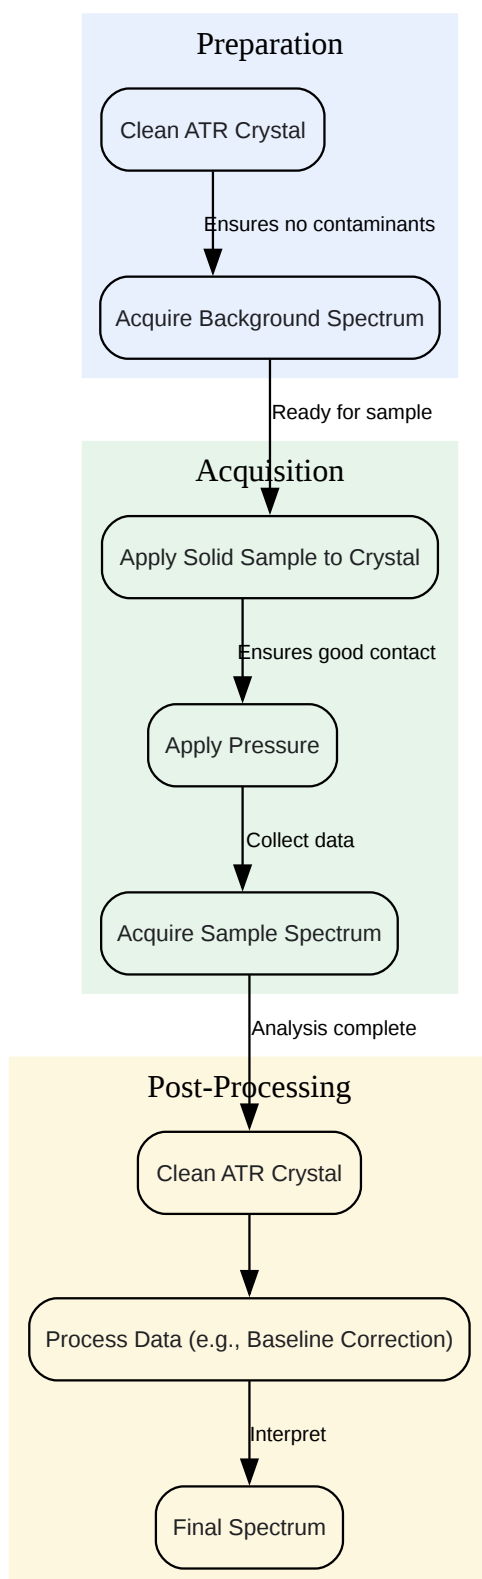 Preparation
Clean ATR Crystal
Ensures no contaminants
Acquire Background Spectrum
Ready for sample
Acquisition
Apply Solid Sample to Crystal
Ensures good contact
Apply Pressure
Collect data
Acquire Sample Spectrum
Analysis complete
Post-Processing
Clean ATR Crystal
Process Data (e.g., Baseline Correction)
Interpret
Final Spectrum